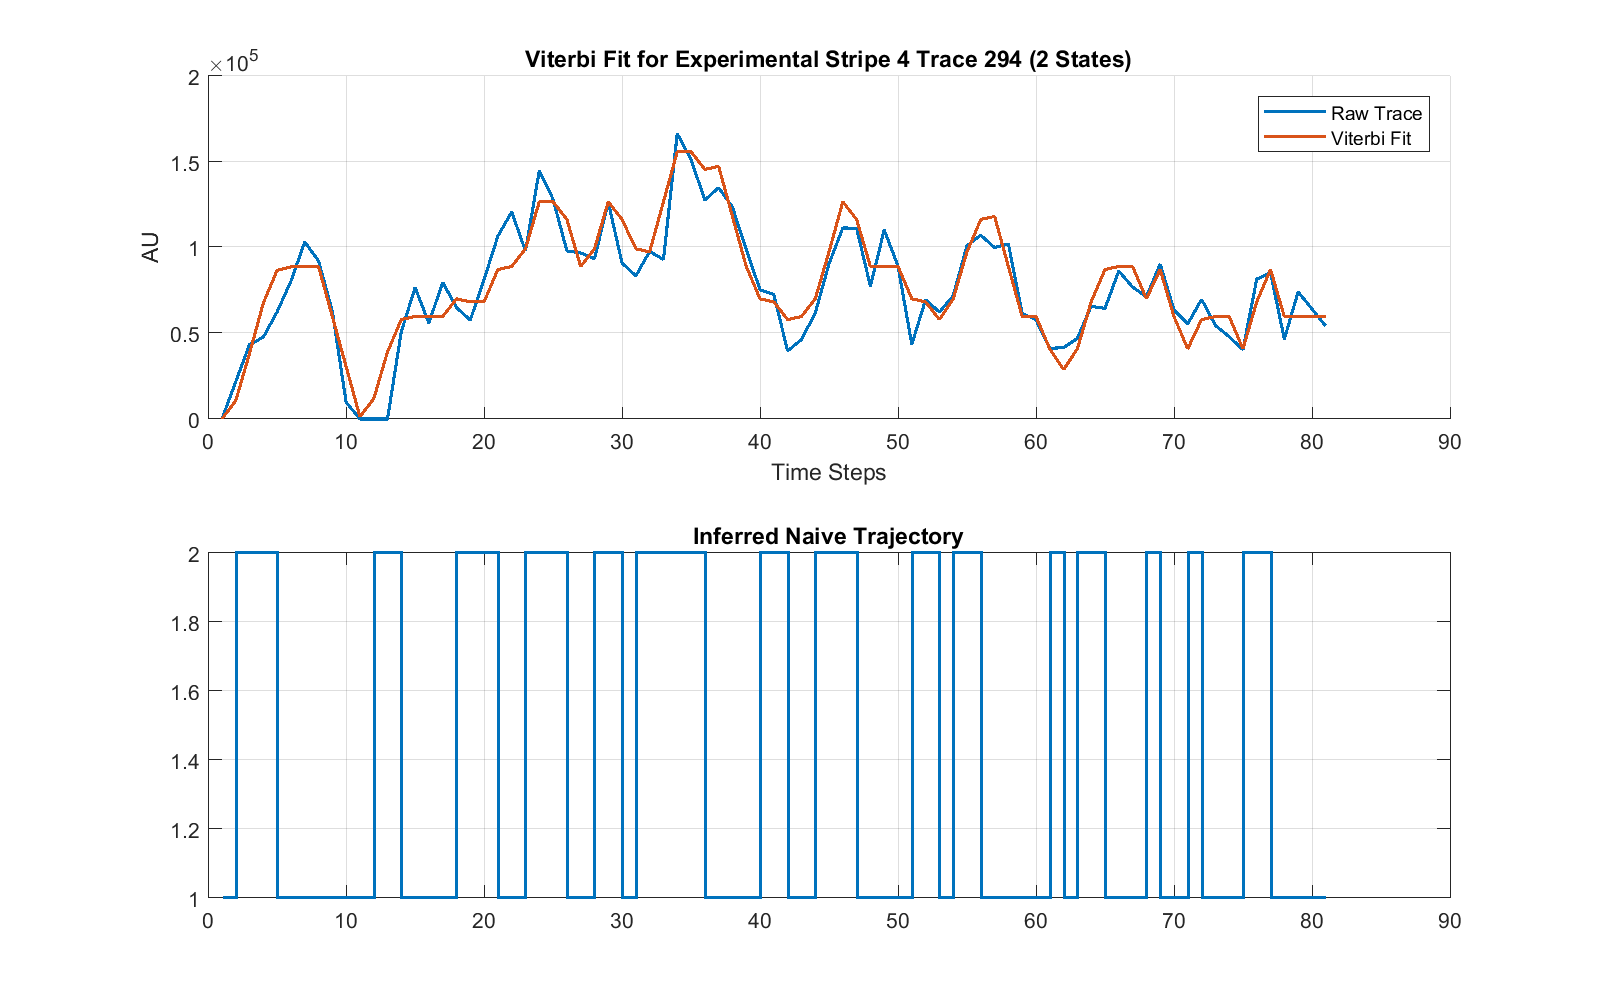 Viterbi Fit for Experimental Stripe 4 Trace 294 (2 States)
×10^5
2
1.5
1
0.5
0
AU
Raw Trace
Viterbi Fit
0 10 20 30 40 50 60 70 80 90
Time Steps
Inferred Naive Trajectory
2
1.8
1.6
1.4
1.2
1
0 10 20 30 40 50 60 70 80 90